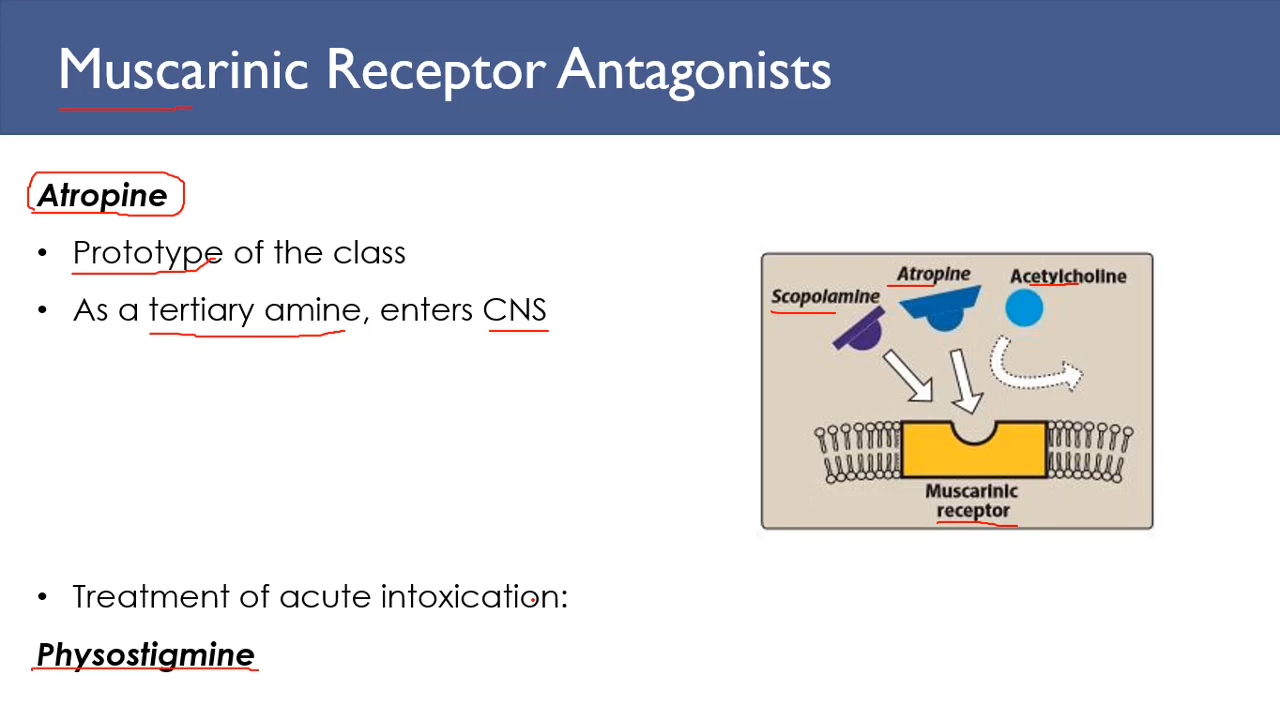 Muscarinic Receptor Antagonists
Atropine
• Prototype of the class
• As a tertiary amine, enters CNS
Scopolamine
Atropine
Acetylcholine
Muscarinic
receptor
• Treatment of acute intoxication:
Physostigmine